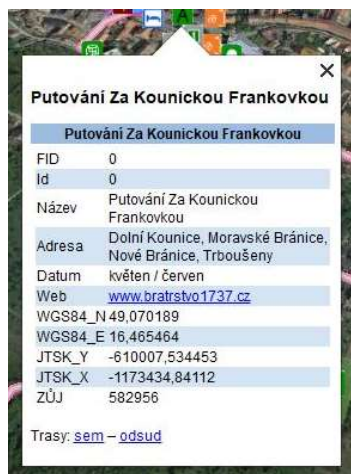 Putování Za Kounickou Frankovkou
Putování Za Kounickou Frankovkou
FID 0
Id 0
Název Putování Za Kounickou
Frankovkou
Adresa Dolní Kounice, Moravské Bránice,
Nové Bránice, Trboušeny
Datum květen / červen
Web www.bratrstvo1737.cz
WGS84_N 49,070189
WGS84_E 16,465464
JTSK_Y -610007,534453
JTSK_X -1173434,84112
ZÚJ 582956
Trasy: sem – odsud